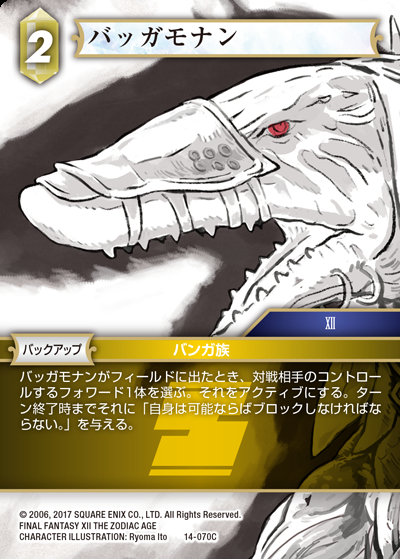 2
バッガモナン
XII
バックアップ
バンガ族
バッガモナンがフィールドに出たとき、対戦相手のコントロー
ルするフォワード1体を選ぶ。それをアクティブにする。ターン
終了時までそれに「自身は可能ならばブロックしなければな
らない。」を与える。
© 2006, 2017 SQUARE ENIX CO., LTD. All Rights Reserved.
FINAL FANTASY XII THE ZODIAC AGE
CHARACTER ILLUSTRATION: Ryoma Ito 14-070C